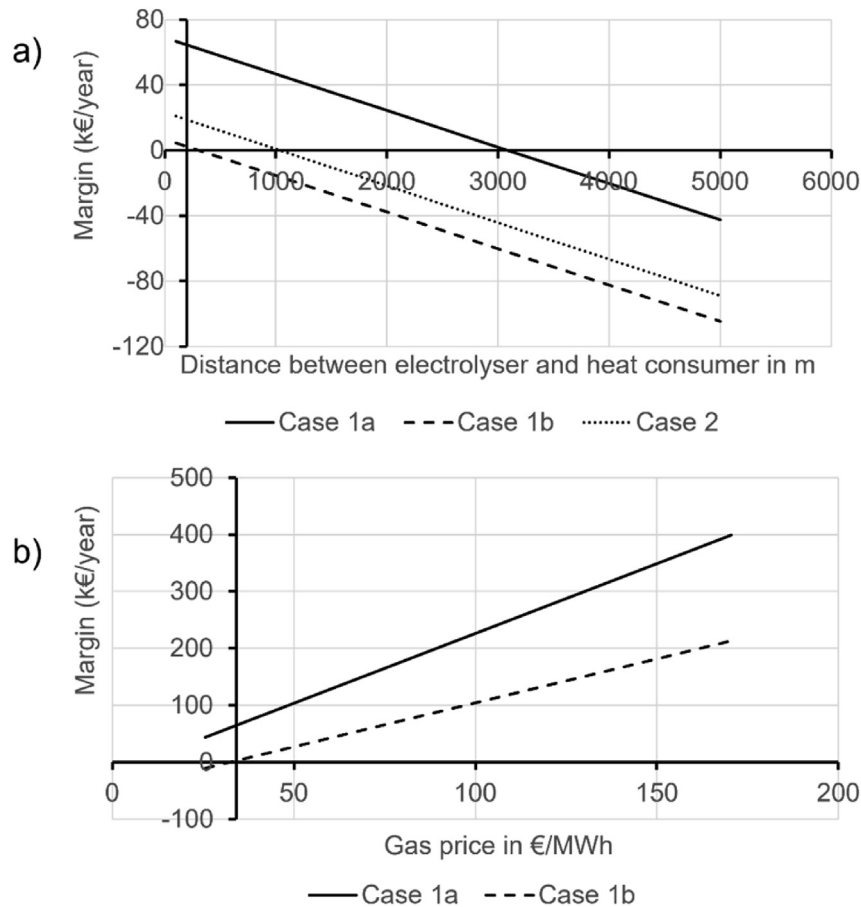 a)
Margin (k€/year)
80
40
0
-40
-80
-120
0 1000 2000 3000 4000 5000 6000
Distance between electrolyser and heat consumer in m
Case 1a Case 1b Case 2
b)
Margin (k€/year)
500
400
300
200
100
0
-100
0 50 100 150 200
Gas price in €/MWh
Case 1a Case 1b